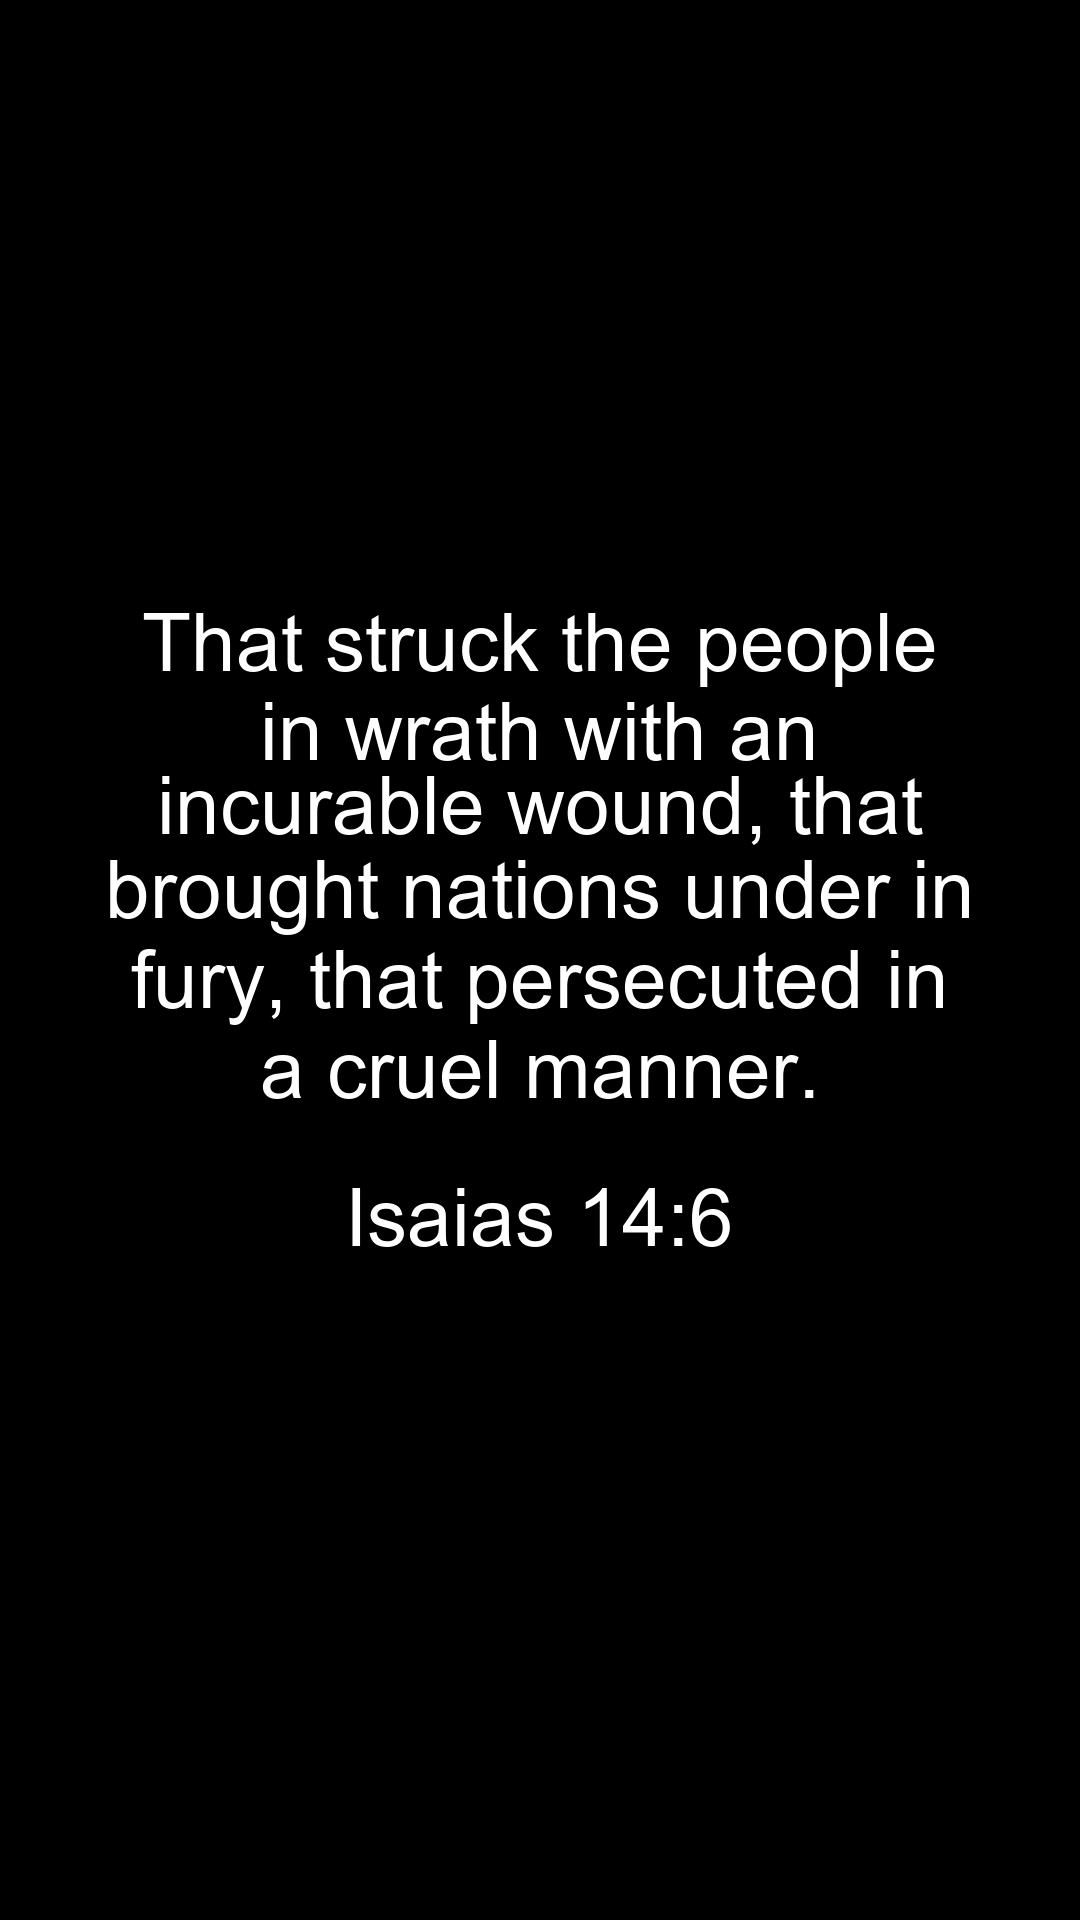 That struck the people
in wrath with an
incurable wound, that
brought nations under in
fury, that persecuted in
a cruel manner.
Isaias 14:6